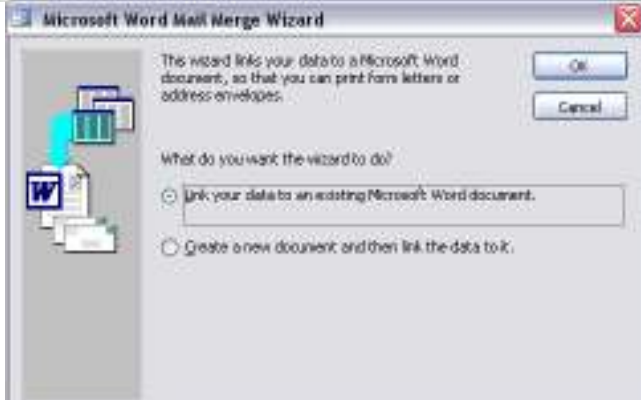 Microsoft Word Mail Merge Wizard
This wizard links your data to a Microsoft Word
document, so that you can print form letters or
address envelopes.
OK
Cancel
What do you want the wizard to do?
Link your data to an existing Microsoft Word document.
Create a new document and then link the data to it.
W